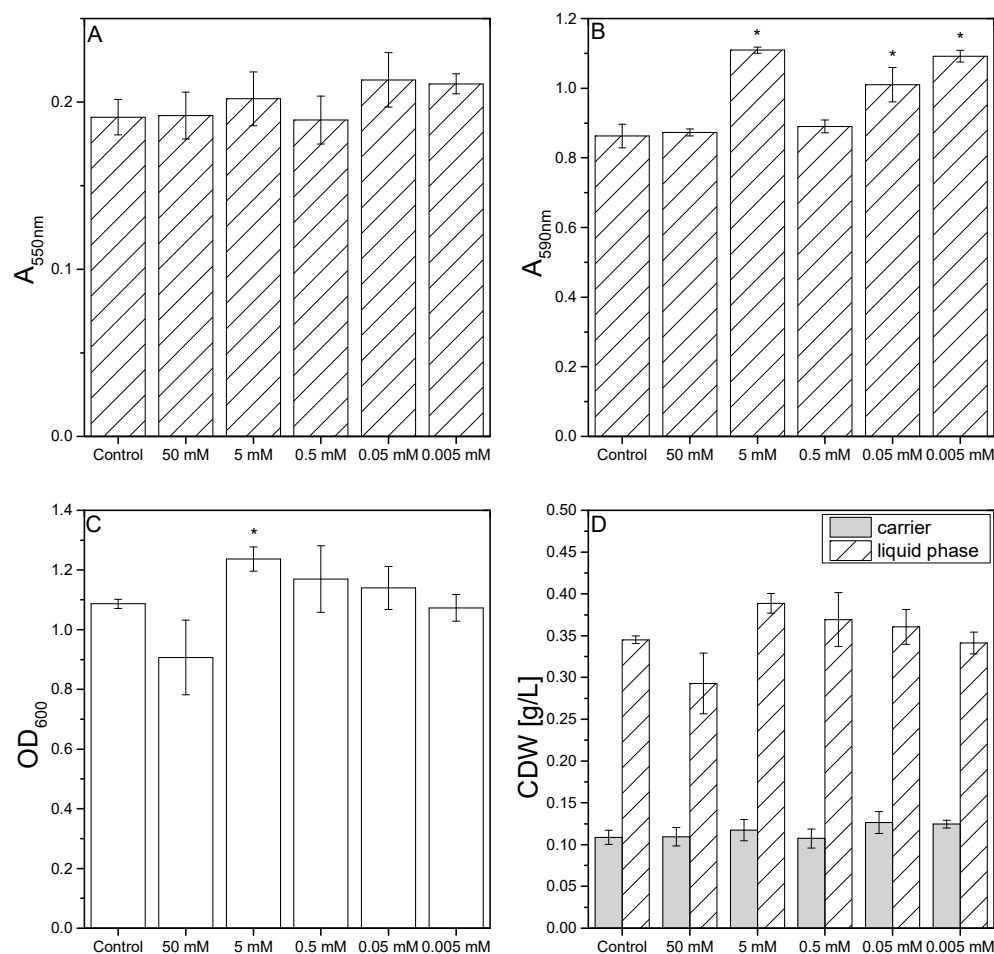 A
0.2
0.1
0.0
A550nm
Control 50 mM 5 mM 0.5 mM 0.05 mM 0.005 mM
B
1.2
1.0
0.8
0.6
0.4
0.2
0.0
A590nm
* * *
Control 50 mM 5 mM 0.5 mM 0.05 mM 0.005 mM
C
1.4
1.2
1.0
0.8
0.6
0.4
0.2
0.0
OD600
*
Control 50 mM 5 mM 0.5 mM 0.05 mM 0.005 mM
D
carrier
liquid phase
0.50
0.45
0.40
0.35
0.30
0.25
0.20
0.15
0.10
0.05
0.00
CDW [g/L]
Control 50 mM 5 mM 0.5 mM 0.05 mM 0.005 mM